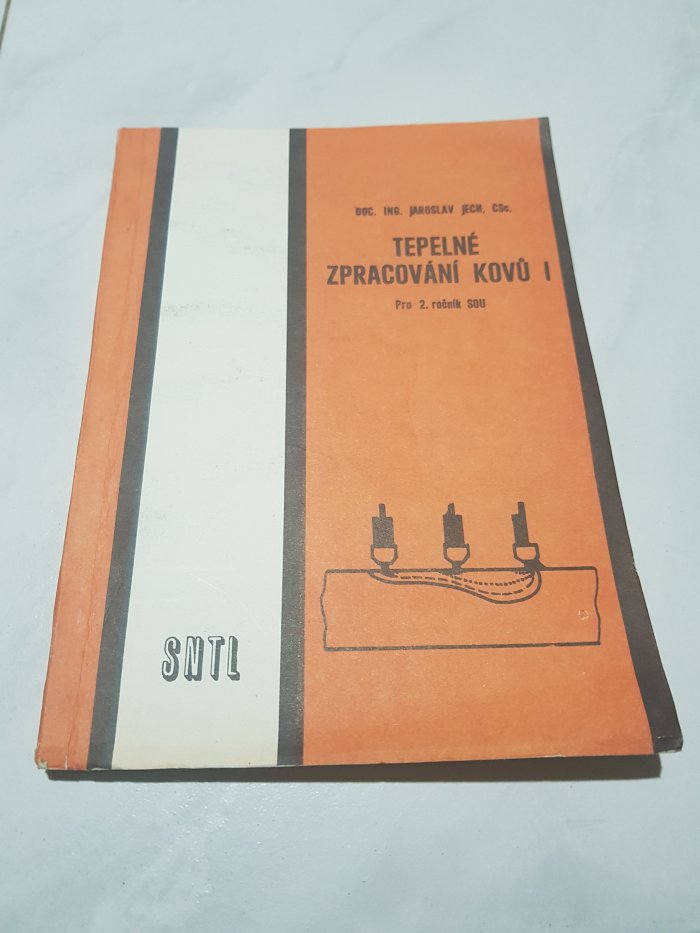 DOC. ING. JAROSLAV JECH, CSc.
TEPELNÉ
ZPRACOVÁNÍ KOVŮ I
Pro 2. ročník SOU
SNTL